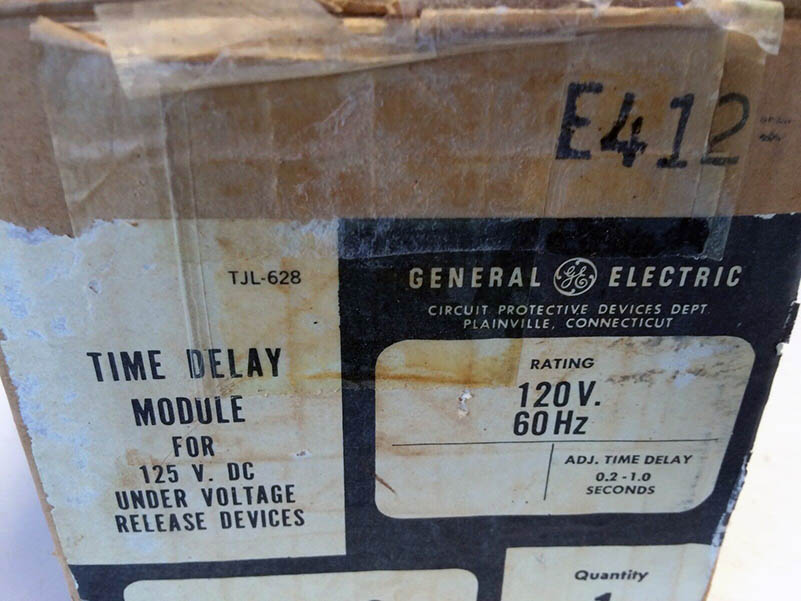 E412
TJL-628
TIME DELAY
MODULE
FOR
125 V. DC
UNDER VOLTAGE
RELEASE DEVICES
GENERAL GE ELECTRIC
CIRCUIT PROTECTIVE DEVICES DEPT
PLAINVILLE, CONNECTICUT
RATING
120V.
60Hz
ADJ. TIME DELAY
0.2-1.0
SECONDS
Quantity